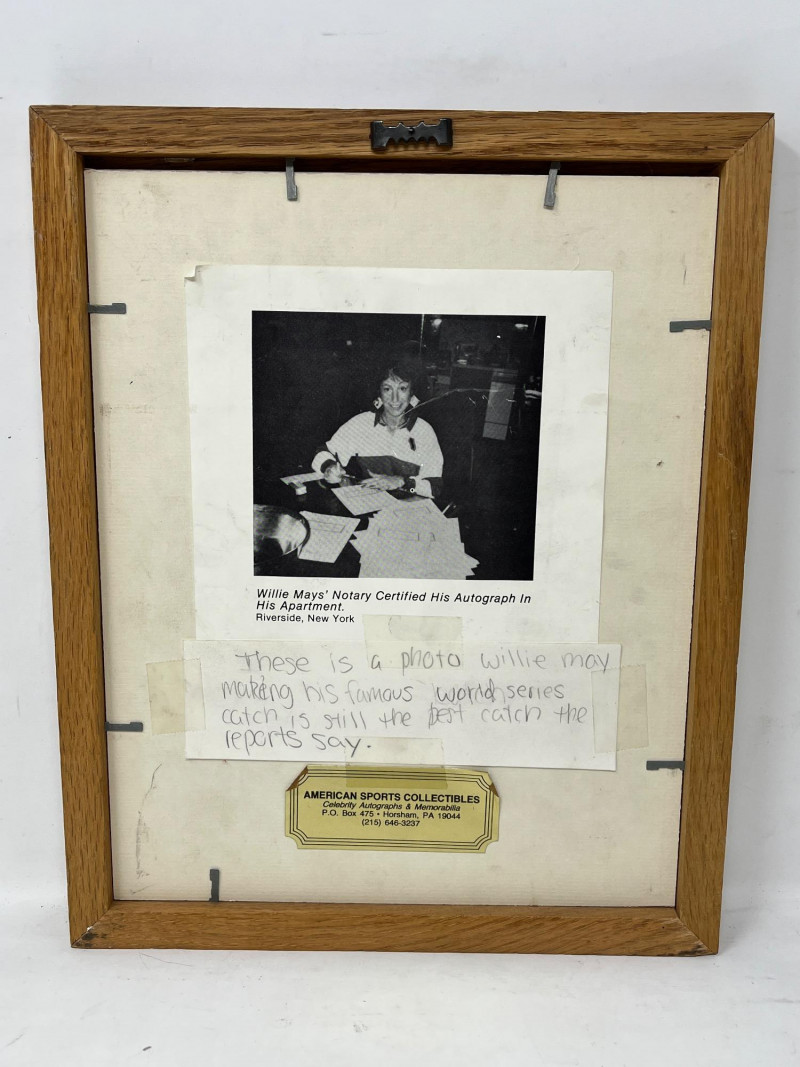 Willie Mays' Notary Certified His Autograph In
His Apartment.
Riverside, New York
These is a photo willie may
making his famous world series
catch is still the best catch the
reports say.
AMERICAN SPORTS COLLECTIBLES
Celebrity Autographs & Memorabilia
P.O. Box 475 • Horsham, PA 19044
(215) 646-3237